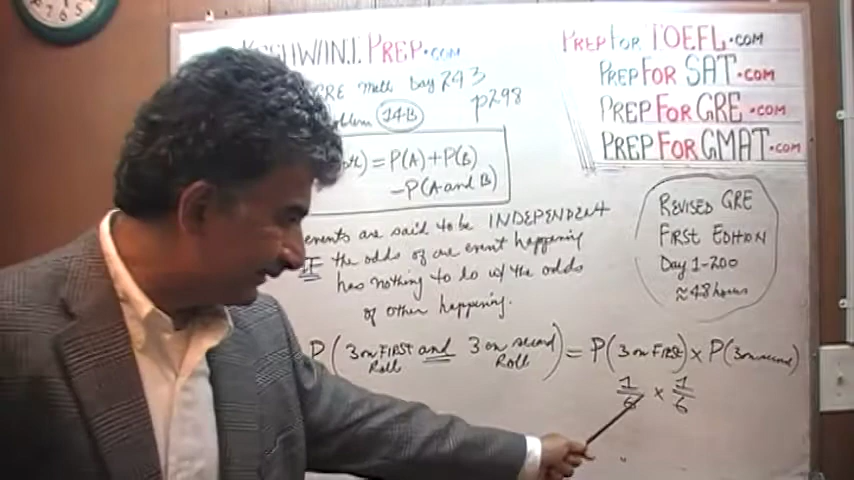 PREP.com
PREP FOR TOEFL.com
PREP FOR SAT.com
PREP FOR GRE.com
PREP FOR GMAT.com
GRE Math Day 243
p298
14B
= P(A) + P(B)
- P(A and B)
REVISED GRE
FIRST EDITION
Day 1-200
≈48 hours
events are said to be INDEPENDENT
IF the odds of one event happening
has nothing to do w/ the odds
of other happening.
P( 3 on FIRST Roll and 3 on second Roll ) = P(3 on FIRST) × P(3 on second)
1/6 × 1/6